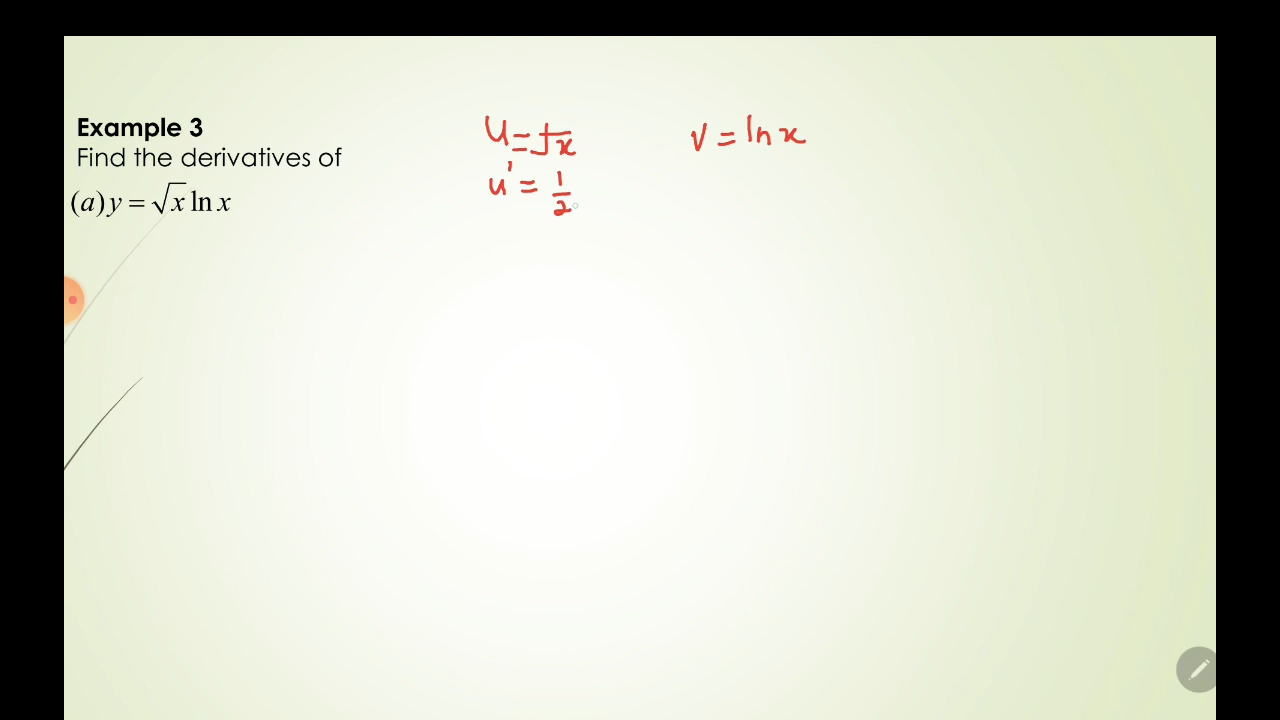 Example 3
Find the derivatives of
(a) y = √x ln x
u = √x
u' = 1/2
v = ln x